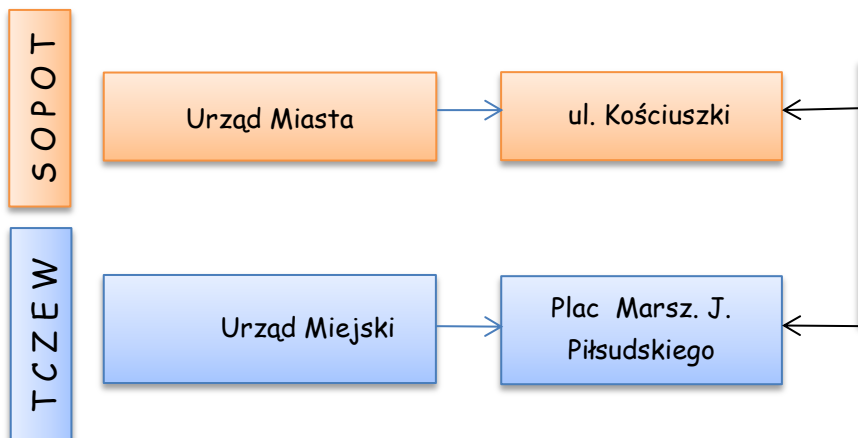 SOPOT
Urząd Miasta
ul. Kościuszki
TCZEW
Urząd Miejski
Plac Marsz. J.
Piłsudskiego